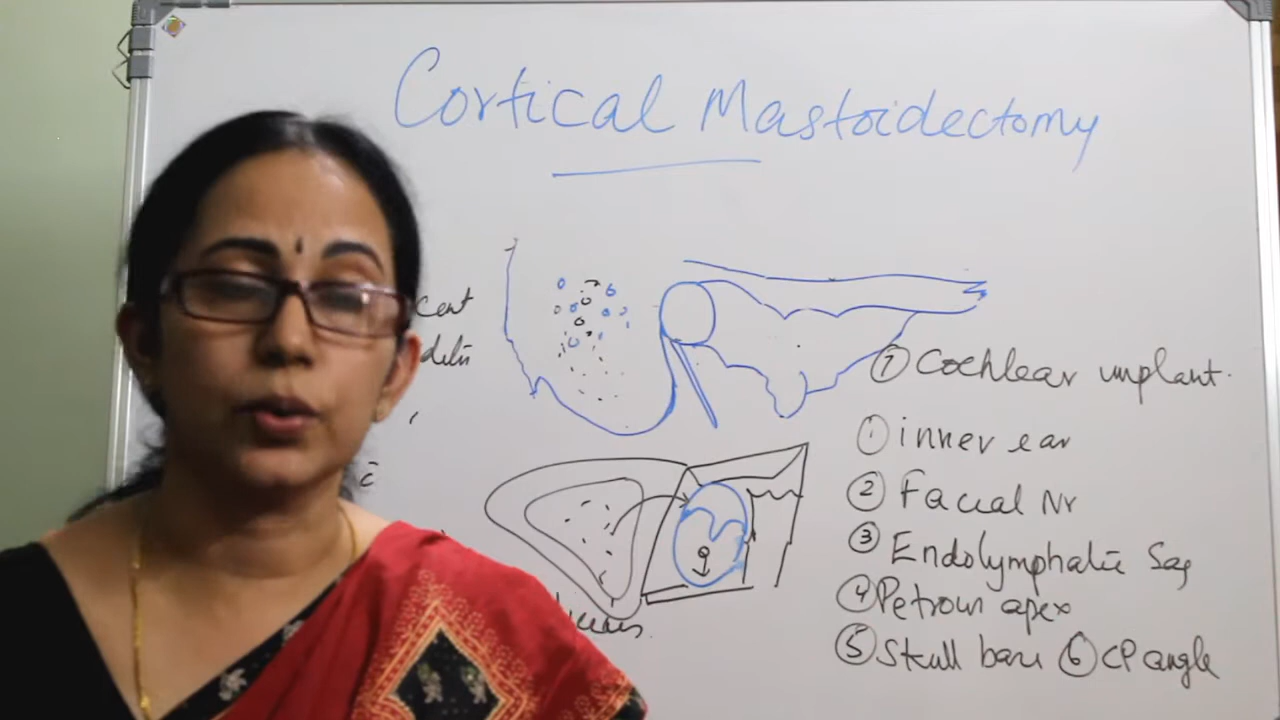 Cortical Mastoidectomy
⑦ Cochlear implant.
① inner ear
② Facial Nr
③ Endolymphatic Sac
④ Petrous apex
⑤ Skull base ⑥ CP angle
c̄